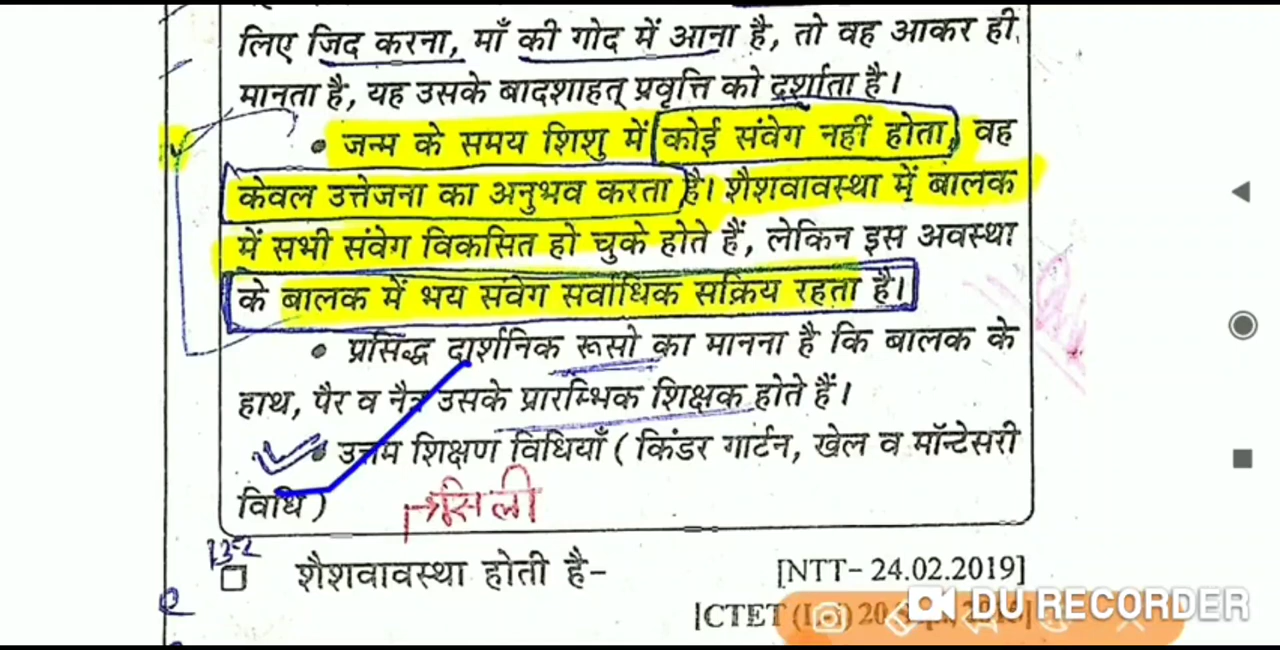 लिए जिद करना, माँ की गोद में आना है, तो वह आकर ही
मानता है, यह उसके बादशाहत् प्रवृत्ति को दर्शाता है।
• जन्म के समय शिशु में कोई संवेग नहीं होता, वह
केवल उत्तेजना का अनुभव करता है। शैशवावस्था में बालक
में सभी संवेग विकसित हो चुके होते हैं, लेकिन इस अवस्था
के बालक में भय संवेग सर्वाधिक सक्रिय रहता है।
• प्रसिद्ध दार्शनिक रूसो का मानना है कि बालक के
हाथ, पैर व नैत्र उसके प्रारम्भिक शिक्षक होते हैं।
• उत्तम शिक्षण विधियाँ ( किंडर गार्टन, खेल व मॉन्टेसरी
विधि )
सिली
132
शैशवावस्था होती है-
[NTT- 24.02.2019]
[CTET
DU RECORDER